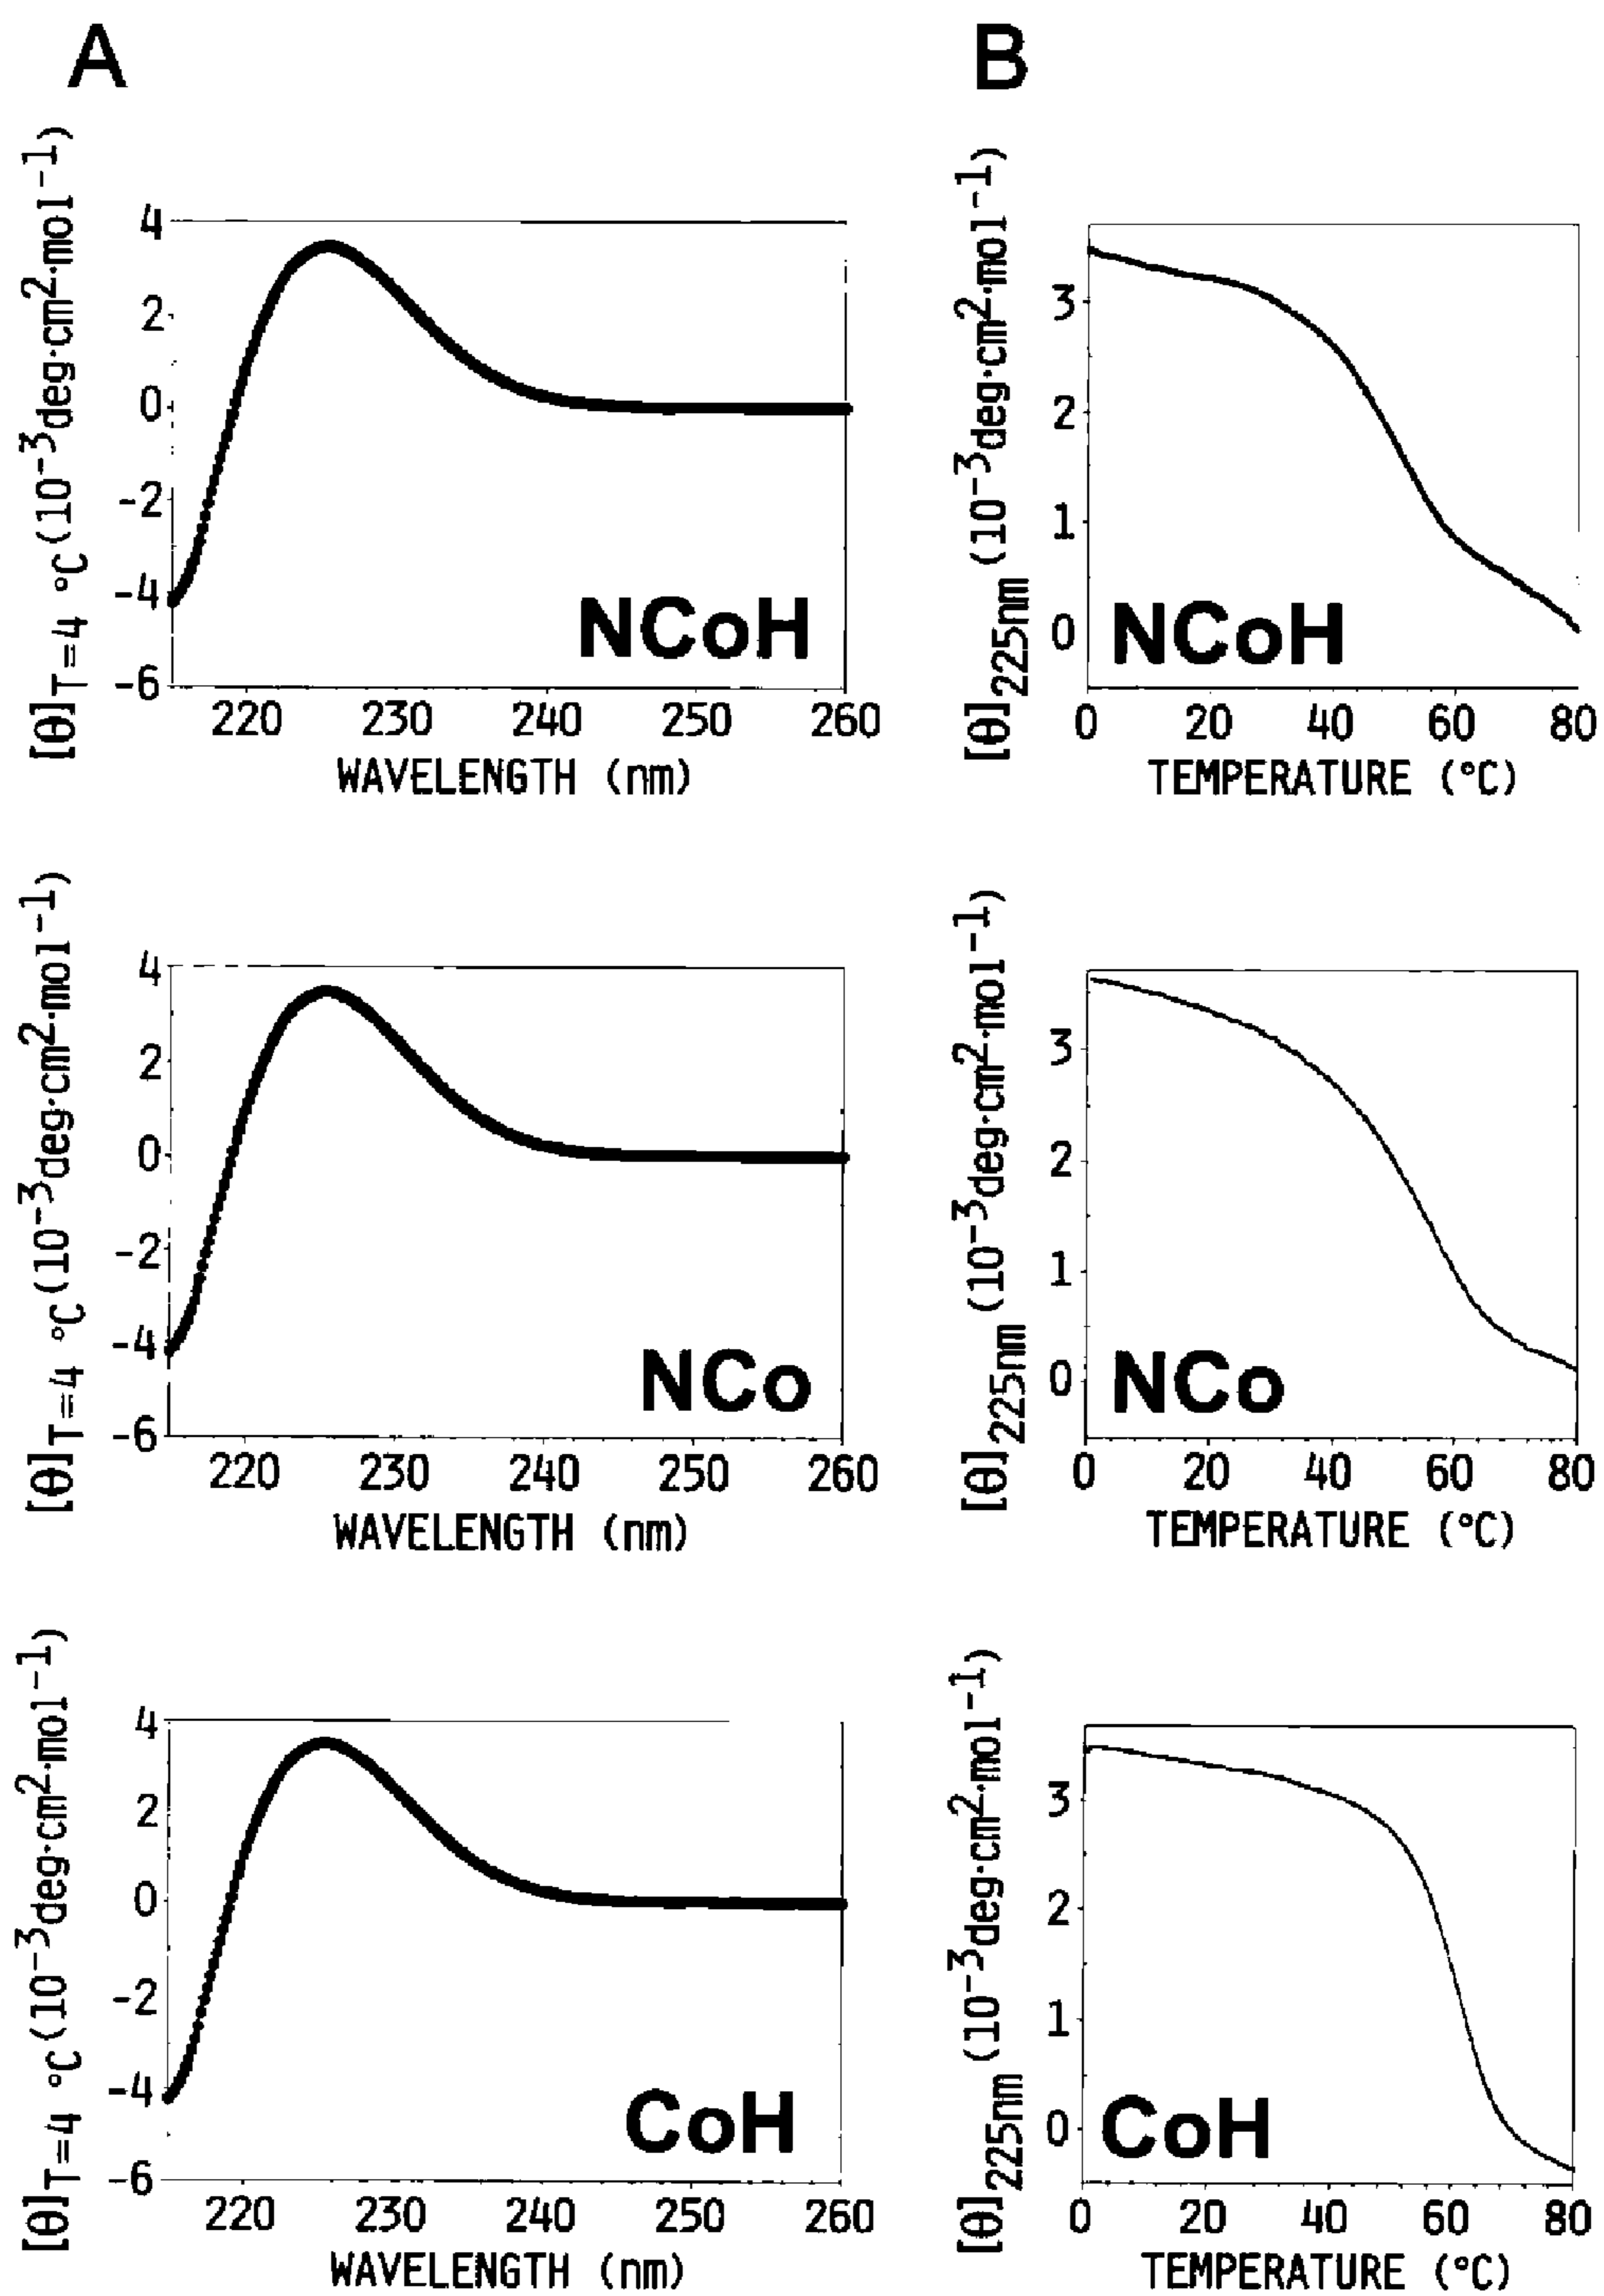 A
B
[θ]T=4 °C(10⁻³deg·cm²·mol⁻¹)
4
2
0
-2
-4
-6
NCoH
220 230 240 250 260
WAVELENGTH (nm)
[θ]225nm(10⁻³deg·cm²·mol⁻¹)
3
2
1
0
NCoH
0 20 40 60 80
TEMPERATURE (°C)
[θ]T=4 °C(10⁻³deg·cm²·mol⁻¹)
4
2
0
-2
-4
-6
NCo
220 230 240 250 260
WAVELENGTH (nm)
[θ]225nm(10⁻³deg·cm²·mol⁻¹)
3
2
1
0
NCo
0 20 40 60 80
TEMPERATURE (°C)
[θ]T=4 °C(10⁻³deg·cm²·mol⁻¹)
4
2
0
-2
-4
-6
CoH
220 230 240 250 260
WAVELENGTH (nm)
[θ]225nm(10⁻³deg·cm²·mol⁻¹)
3
2
1
0
CoH
0 20 40 60 80
TEMPERATURE (°C)